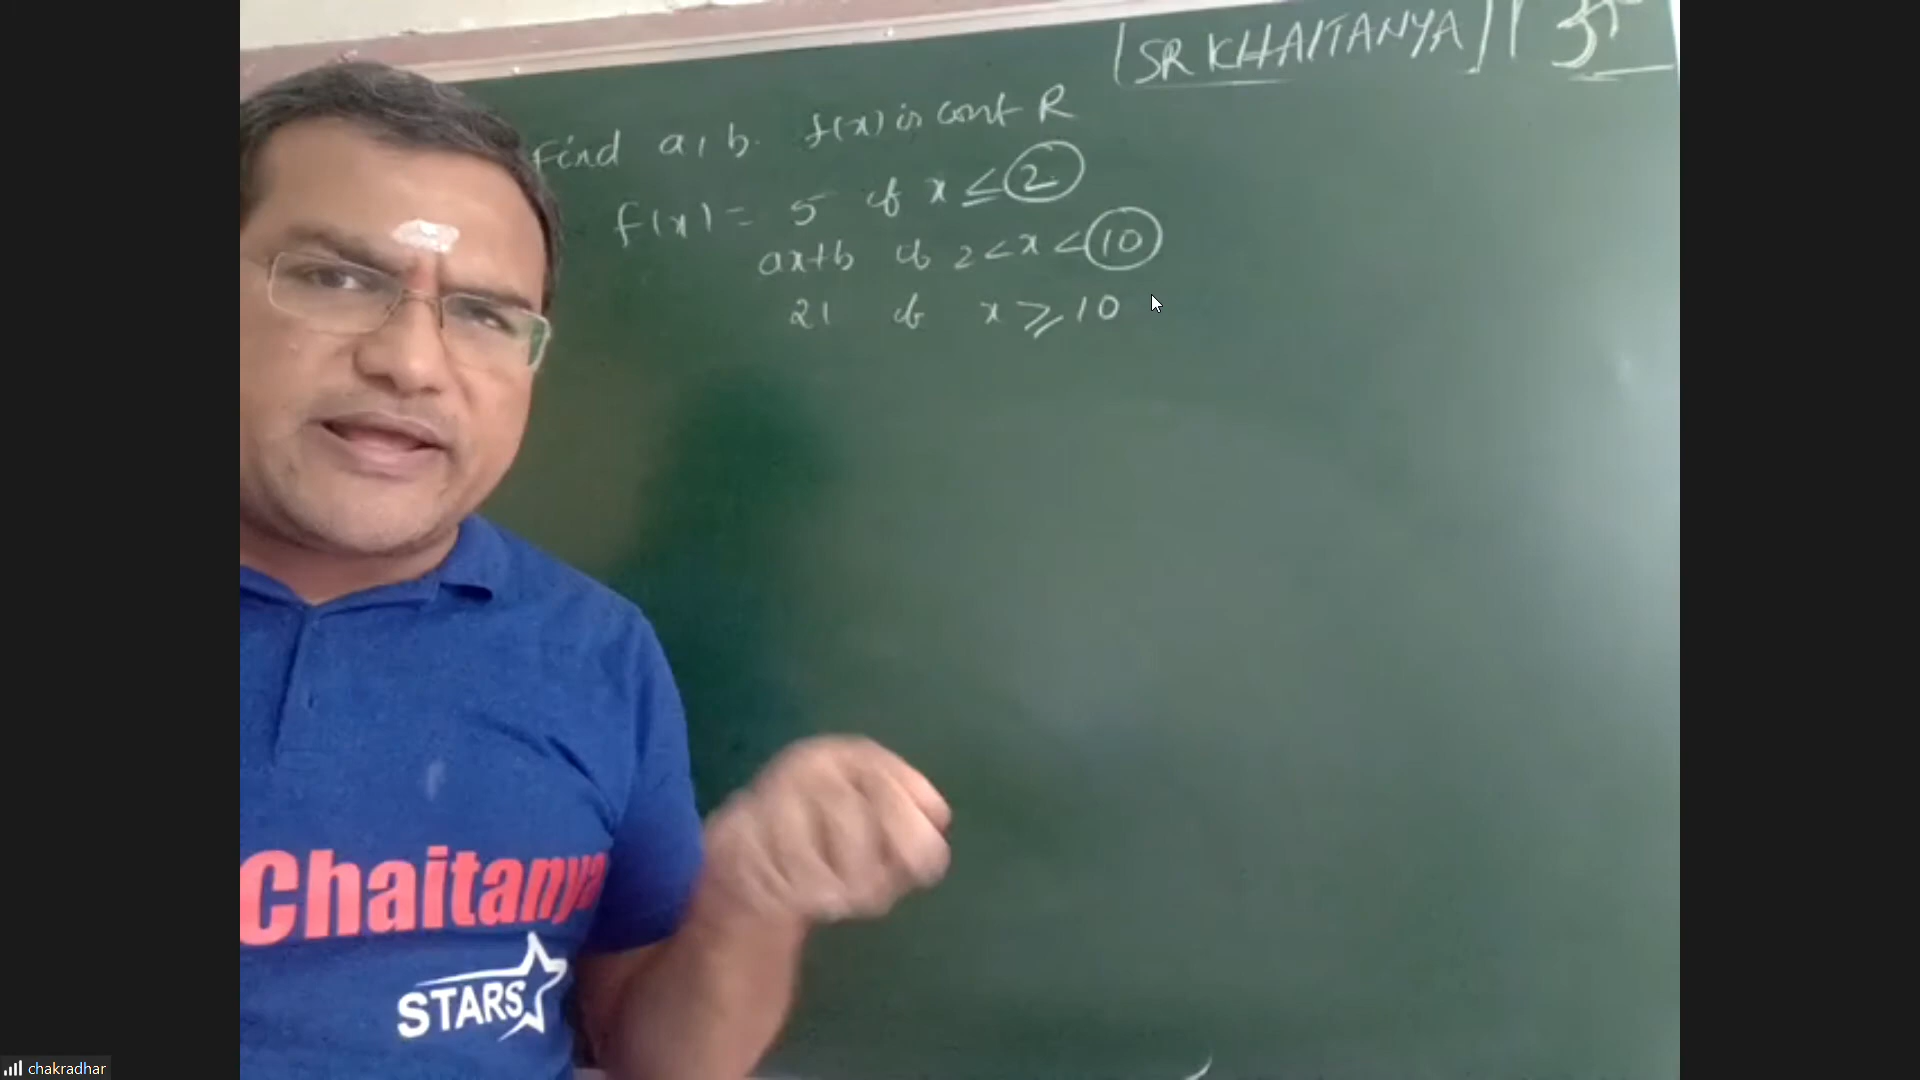 [SR KHAITANYA]
Find a, b. f(x) is cont R
f(x) = 5 if x ≤ 2
ax+b if 2 < x < 10
21 if x ≥ 10
Chaitanya
STARS
chakradhar